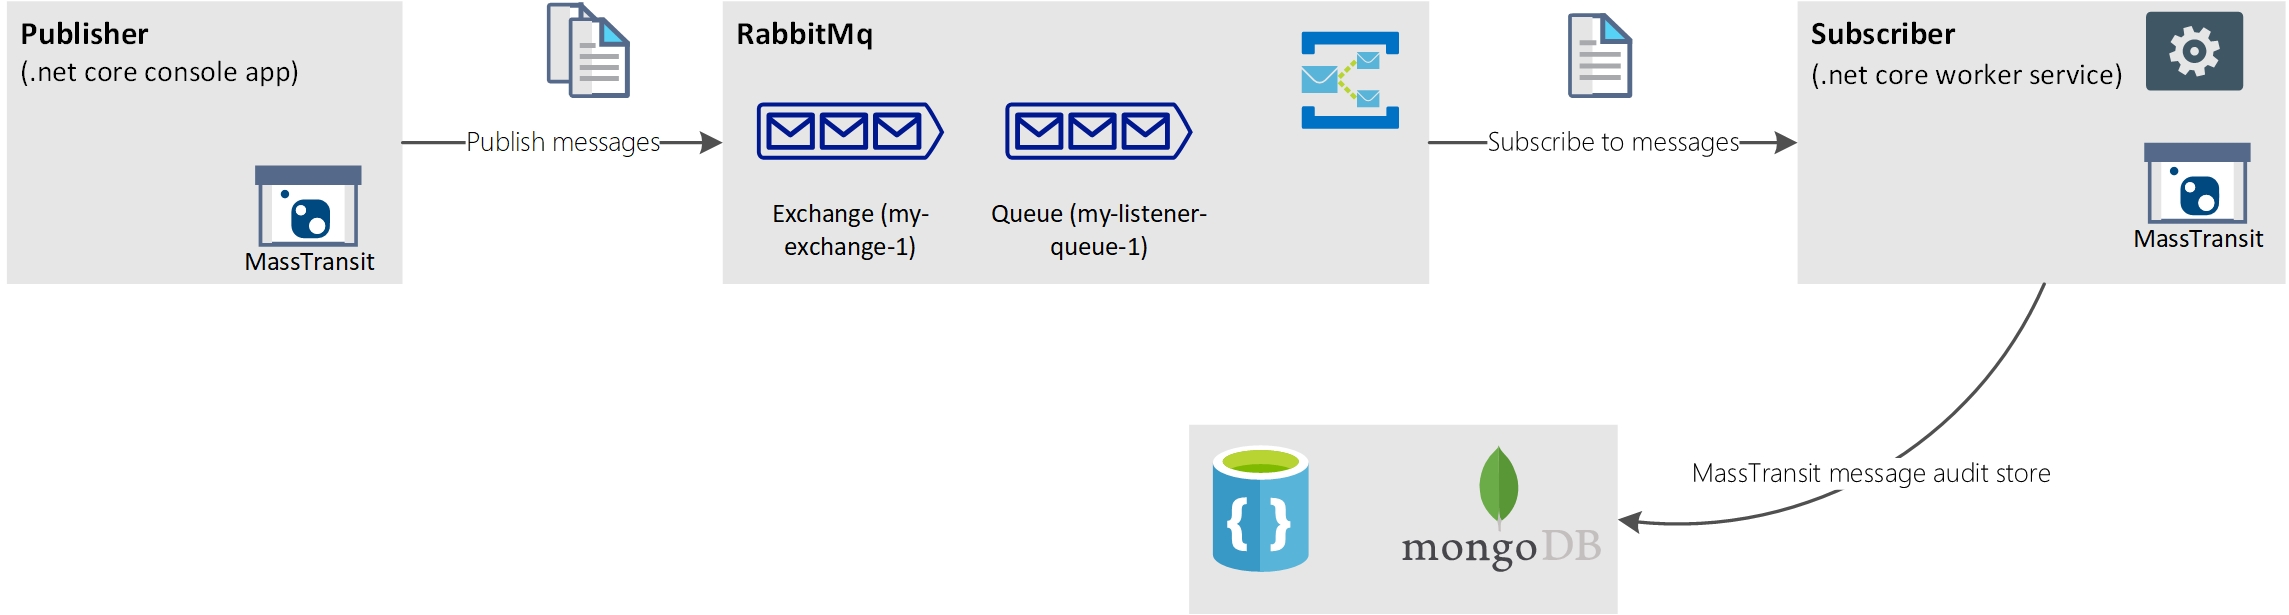 Publisher
(.net core console app)
MassTransit
Publish messages
RabbitMq
Exchange (my-
exchange-1)
Queue (my-listener-
queue-1)
Subscribe to messages
Subscriber
(.net core worker service)
MassTransit
MassTransit message audit store
{ }
mongoDB